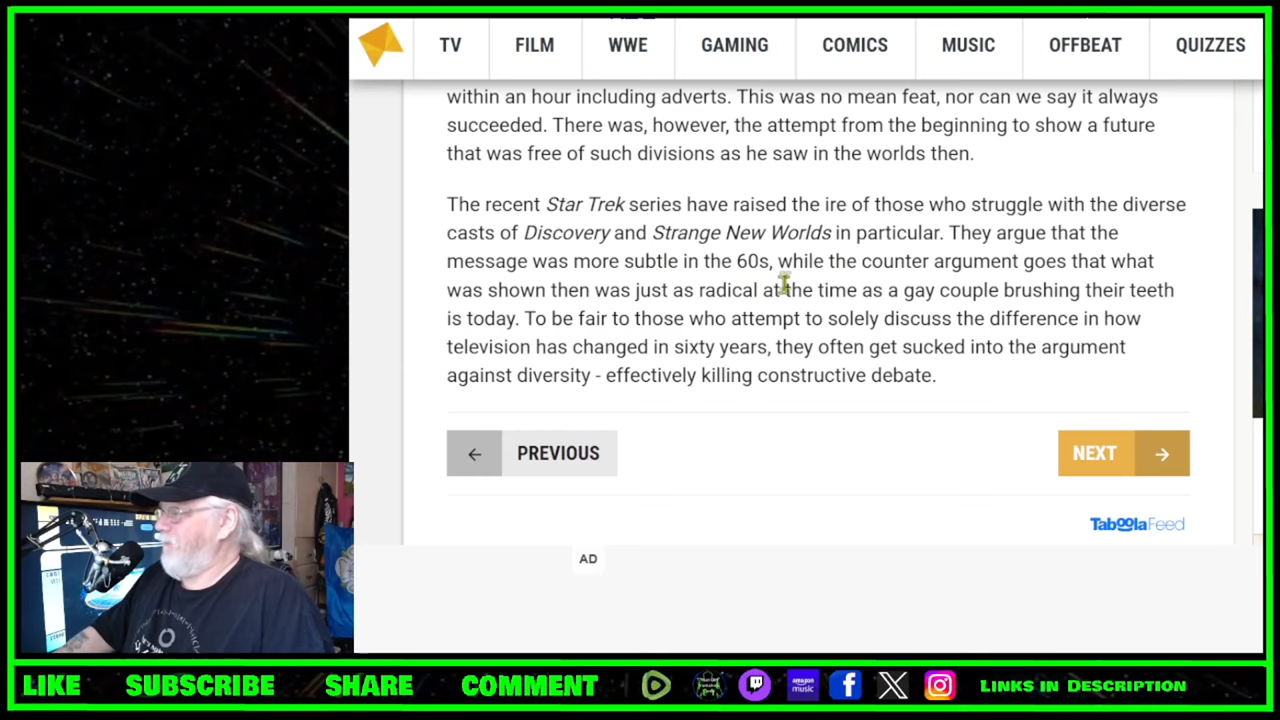 TV
FILM
WWE
GAMING
COMICS
MUSIC
OFFBEAT
QUIZZES
within an hour including adverts. This was no mean feat, nor can we say it always
succeeded. There was, however, the attempt from the beginning to show a future
that was free of such divisions as he saw in the worlds then.
The recent Star Trek series have raised the ire of those who struggle with the diverse
casts of Discovery and Strange New Worlds in particular. They argue that the
message was more subtle in the 60s, while the counter argument goes that what
was shown then was just as radical at the time as a gay couple brushing their teeth
is today. To be fair to those who attempt to solely discuss the difference in how
television has changed in sixty years, they often get sucked into the argument
against diversity - effectively killing constructive debate.
← PREVIOUS
NEXT →
Taboola Feed
AD
LIKE
SUBSCRIBE
SHARE
COMMENT
amazon music
LINKS IN DESCRIPTION